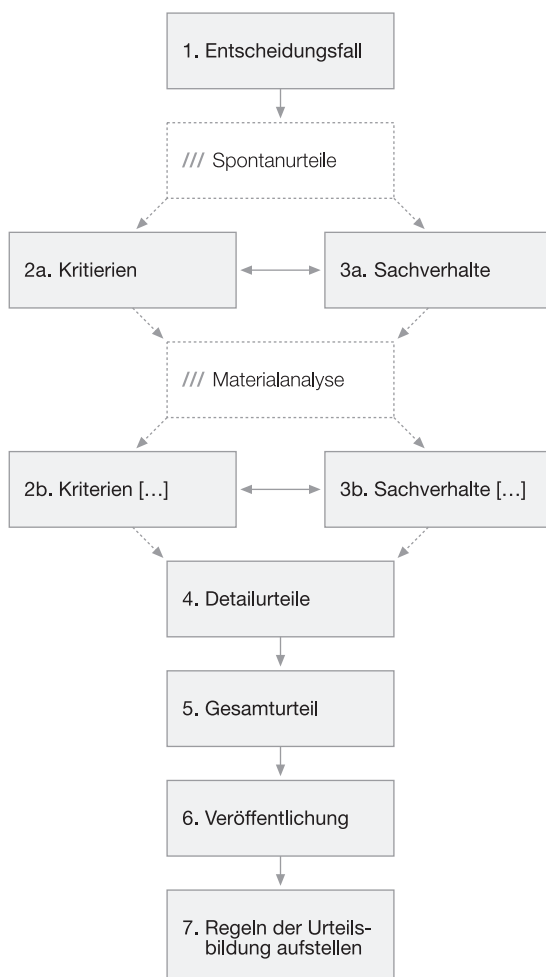 1. Entscheidungsfall
/// Spontanurteile
2a. Kritierien
3a. Sachverhalte
/// Materialanalyse
2b. Kriterien [...]
3b. Sachverhalte [...]
4. Detailurteile
5. Gesamturteil
6. Veröffentlichung
7. Regeln der Urteils-
bildung aufstellen